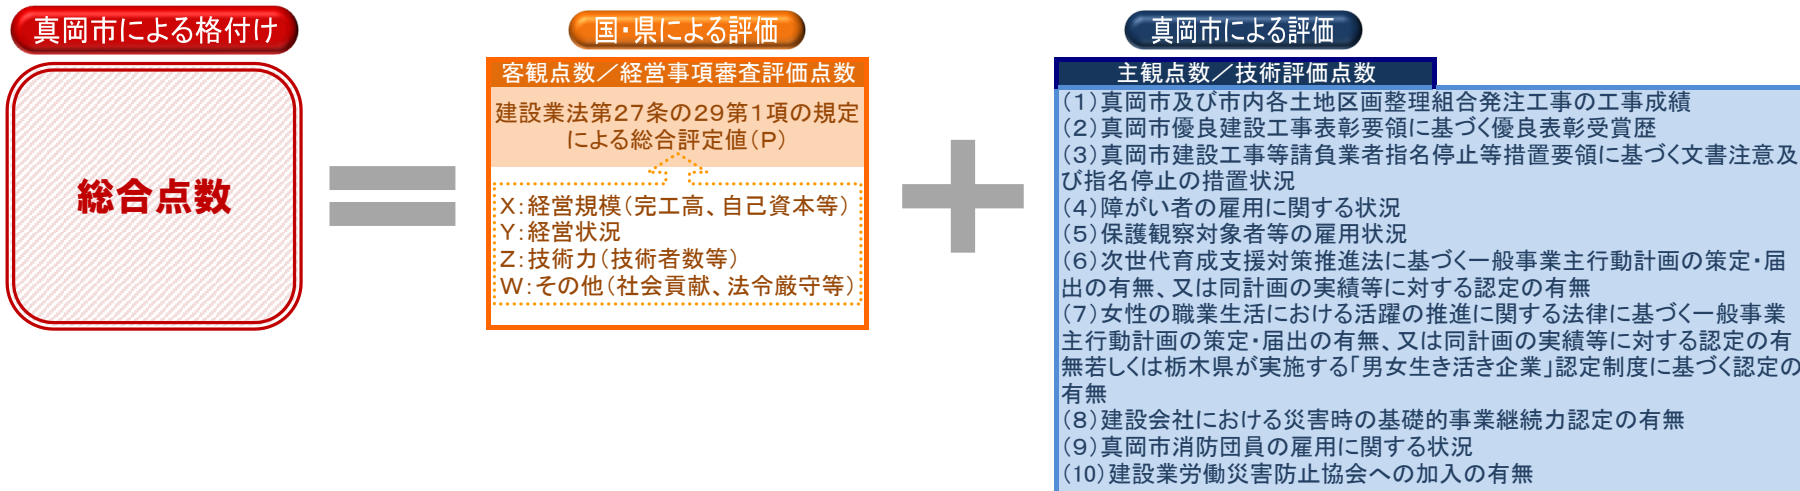 真岡市による格付け
総合点数
国・県による評価
客観点数／経営事項審査評価点数
建設業法第27条の29第1項の規定
による総合評定値（P）
X：経営規模（完工高、自己資本等）
Y：経営状況
Z：技術力（技術者数等）
W：その他（社会貢献、法令厳守等）
真岡市による評価
主観点数／技術評価点数
（1）真岡市及び市内各土地区画整理組合発注工事の工事成績
（2）真岡市優良建設工事表彰要領に基づく優良表彰受賞歴
（3）真岡市建設工事等請負業者指名停止等措置要領に基づく文書注意及
び指名停止の措置状況
（4）障がい者の雇用に関する状況
（5）保護観察対象者等の雇用状況
（6）次世代育成支援対策推進法に基づく一般事業主行動計画の策定・届
出の有無、又は同計画の実績等に対する認定の有無
（7）女性の職業生活における活躍の推進に関する法律に基づく一般事業
主行動計画の策定・届出の有無、又は同計画の実績等に対する認定の有
無若しくは栃木県が実施する「男女生き活き企業」認定制度に基づく認定の
有無
（8）建設会社における災害時の基礎的事業継続力認定の有無
（9）真岡市消防団員の雇用に関する状況
（10）建設業労働災害防止協会への加入の有無